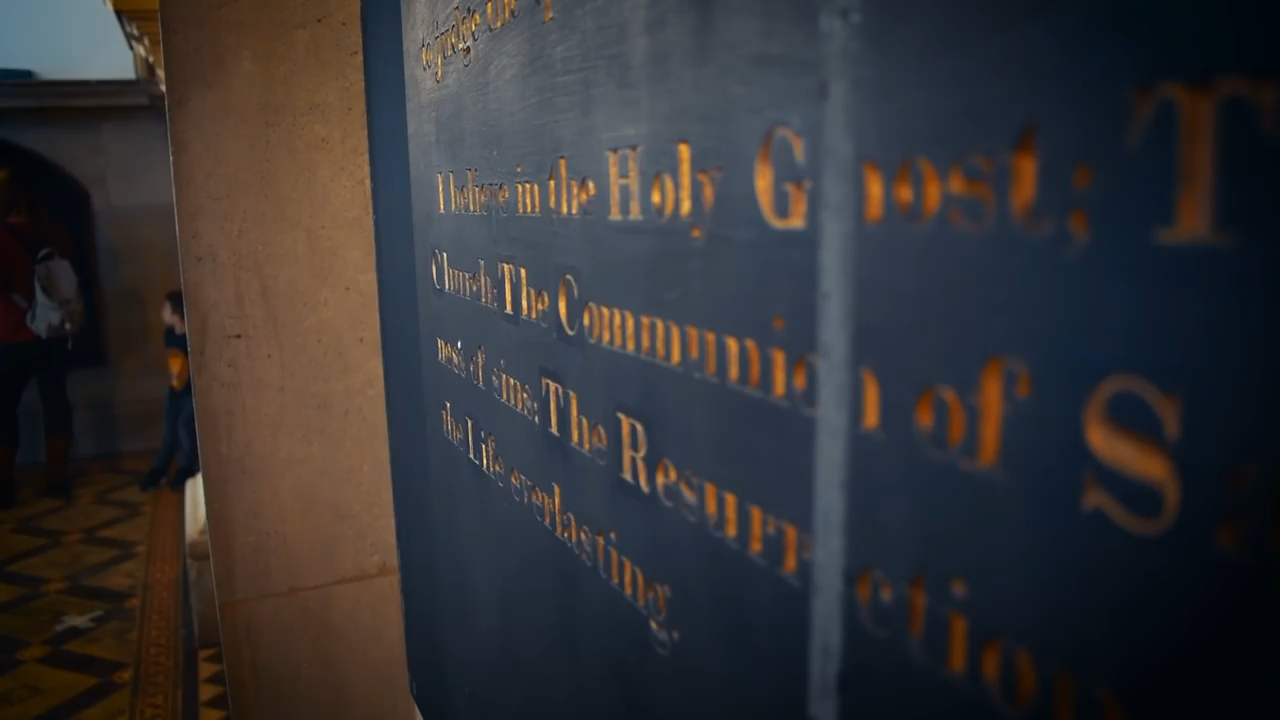 to judge the
I believe in the Holy Ghost; T
Church; The Communion of S
ness of sins; The Resurrection
the Life everlasting.